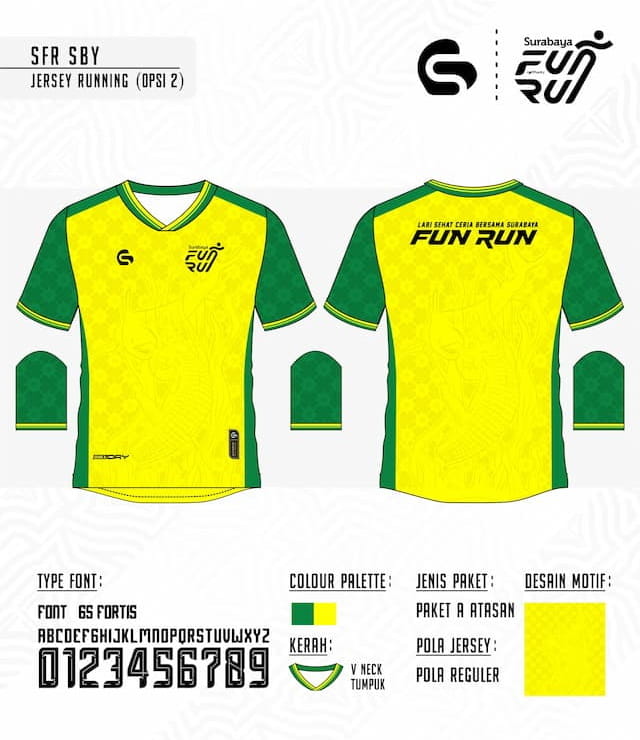 SFR SBY
JERSEY RUNNING (OPSI 2)
Surabaya
FUN
RUN
Surabaya
FUN
RUN
LARI SEHAT CERIA BERSAMA SURABAYA
FUN RUN
DRY
TYPE FONT:
FONT GS FORTIS
ABCDEFGHIJKLMNOPQRSTUVWXYZ
0123456789
COLOUR PALETTE:
KERAH:
V NECK
TUMPUK
JENIS PAKET:
PAKET A ATASAN
POLA JERSEY:
POLA REGULER
DESAIN MOTIF: